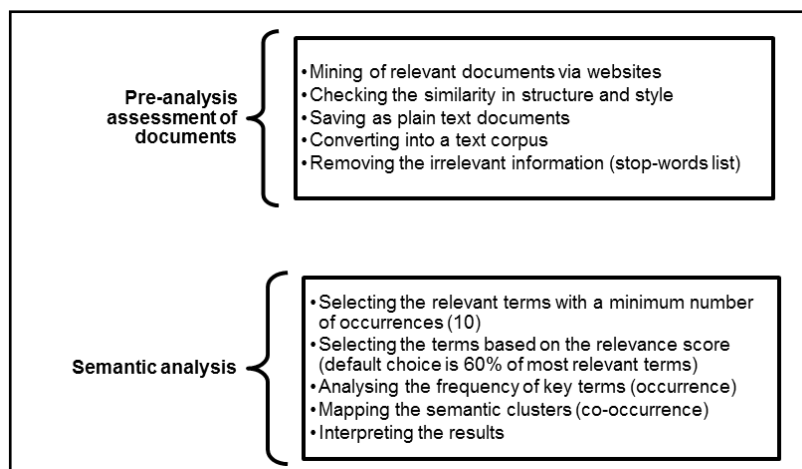 Pre-analysis
assessment of
documents
•Mining of relevant documents via websites
•Checking the similarity in structure and style
•Saving as plain text documents
•Converting into a text corpus
•Removing the irrelevant information (stop-words list)
Semantic analysis
•Selecting the relevant terms with a minimum number
of occurrences (10)
•Selecting the terms based on the relevance score
(default choice is 60% of most relevant terms)
•Analysing the frequency of key terms (occurrence)
•Mapping the semantic clusters (co-occurrence)
•Interpreting the results